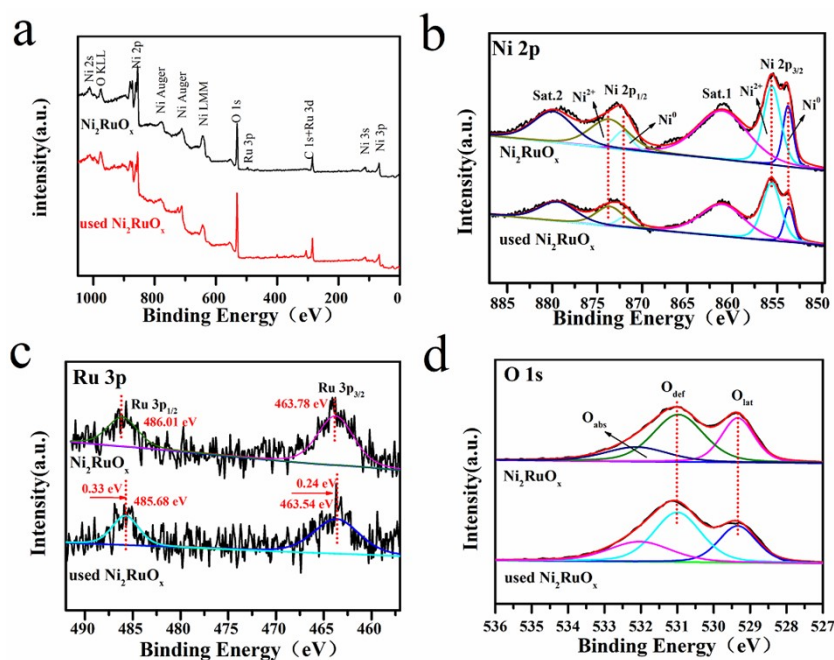 a
Ni 2s
O KLL
Ni 2p
Ni Auger
Ni Auger
Ni LMM
O 1s
Ru 3p
C 1s+Ru 3d
Ni 3s
Ni 3p
Ni₂RuOₓ
used Ni₂RuOₓ
intensity(a.u.)
1000 800 600 400 200 0
Binding Energy（eV）
b
Ni 2p
Sat.2
Ni²⁺
Ni 2p₁/₂
Ni⁰
Sat.1
Ni²⁺
Ni 2p₃/₂
Ni⁰
Ni₂RuOₓ
used Ni₂RuOₓ
Intensity(a.u.)
885 880 875 870 865 860 855 850
Binding Energy（eV）
c
Ru 3p
Ru 3p₁/₂
486.01 eV
463.78 eV
Ru 3p₃/₂
Ni₂RuOₓ
0.33 eV
485.68 eV
0.24 eV
463.54 eV
used Ni₂RuOₓ
Intensity(a.u.)
490 485 480 475 470 465 460
Binding Energy（eV）
d
O 1s
O_abs
O_def
O_lat
Ni₂RuOₓ
used Ni₂RuOₓ
Intensity(a.u.)
536 535 534 533 532 531 530 529 528 527
Binding Energy（eV）